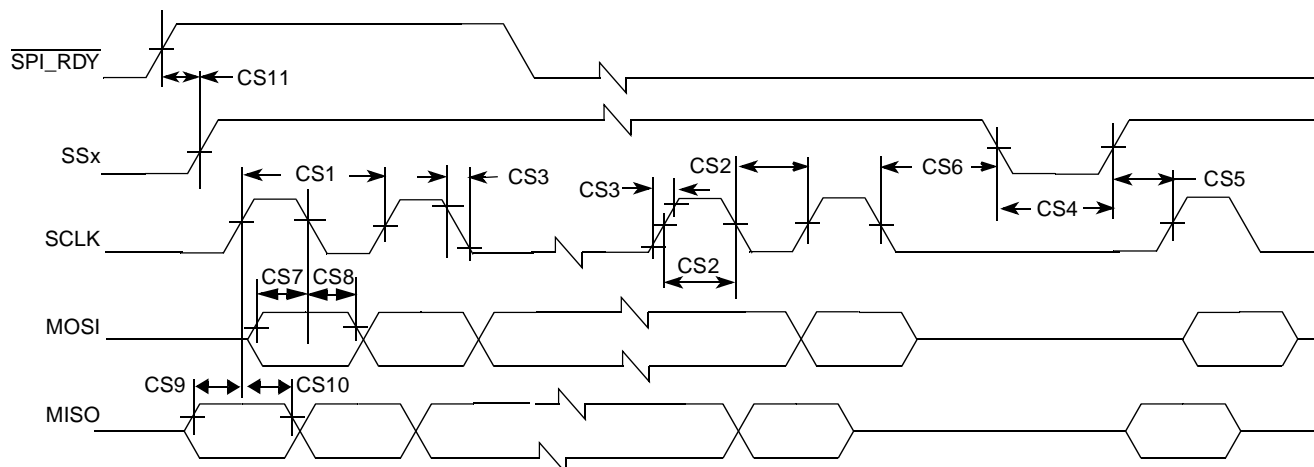 SPI_RDY
CS11
SSx
CS1
CS3
CS3
CS2
CS6
CS5
CS4
SCLK
CS2
CS7
CS8
MOSI
CS9
CS10
MISO